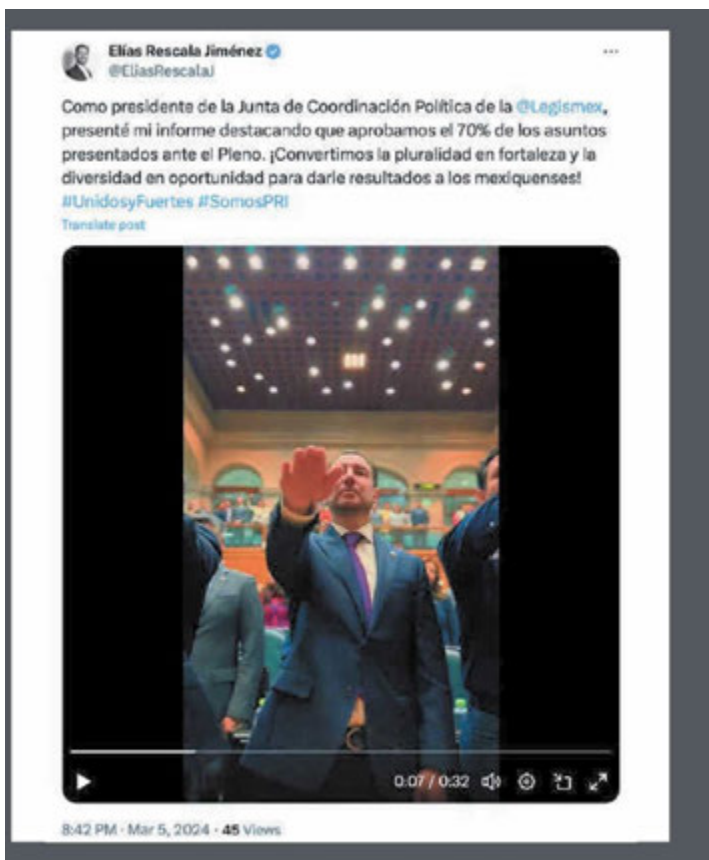 Elías Rescala Jiménez
@EliasRescalaJ
Como presidente de la Junta de Coordinación Política de la @Legismex,
presenté mi informe destacando que aprobamos el 70% de los asuntos
presentados ante el Pleno. ¡Convertimos la pluralidad en fortaleza y la
diversidad en oportunidad para darle resultados a los mexiquenses!
#UnidosyFuertes #SomosPRI
Translate post
0:07 / 0:32
8:42 PM · Mar 5, 2024 · 45 Views